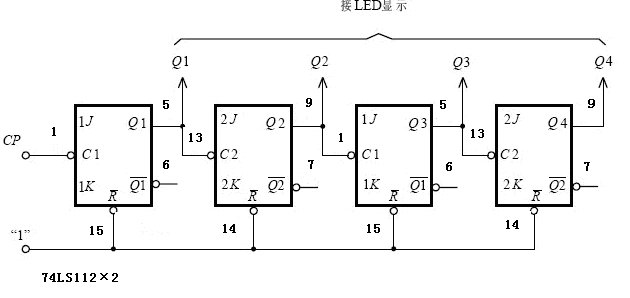 接LED显示
Q1 Q2 Q3 Q4
5 9 5 9
1J Q1 2J Q2 1J Q3 2J Q4
1 13 1 13
CP C1 C2 C1 C2
6 7 6 7
1K Q1 2K Q2 1K Q1 2K Q2
R R R R
15 14 15 14
“1”
74LS112×2